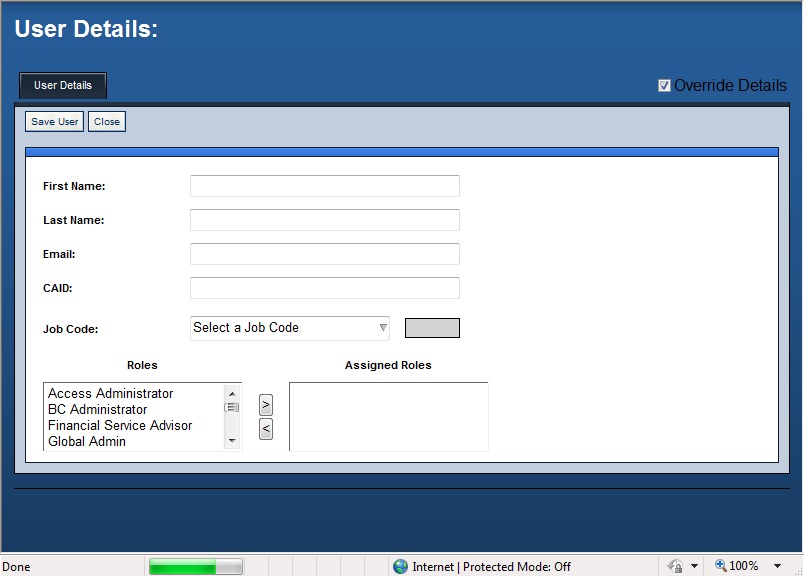 User Details:
User Details
Override Details
Save User Close
First Name:
Last Name:
Email:
CAID:
Job Code: Select a Job Code
Roles Assigned Roles
Access Administrator
BC Administrator
> 
Financial Service Advisor
<
Global Admin
Done Internet | Protected Mode: Off 100%